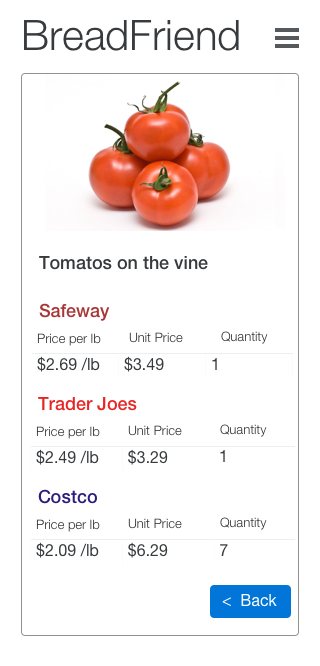 BreadFriend
Tomatos on the vine
Safeway
Price per lb Unit Price Quantity
$2.69 /lb $3.49 1
Trader Joes
Price per lb Unit Price Quantity
$2.49 /lb $3.29 1
Costco
Price per lb Unit Price Quantity
$2.09 /lb $6.29 7
< Back